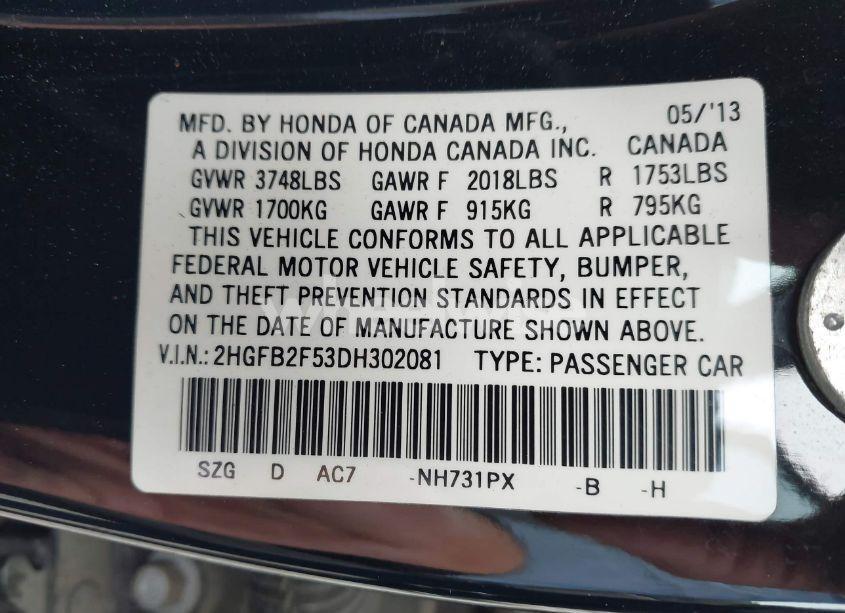 MFD. BY HONDA OF CANADA MFG., 05/'13
A DIVISION OF HONDA CANADA INC. CANADA
GVWR 3748LBS GAWR F 2018LBS R 1753LBS
GVWR 1700KG GAWR F 915KG R 795KG
THIS VEHICLE CONFORMS TO ALL APPLICABLE
FEDERAL MOTOR VEHICLE SAFETY, BUMPER,
AND THEFT PREVENTION STANDARDS IN EFFECT
ON THE DATE OF MANUFACTURE SHOWN ABOVE.
V.I.N.: 2HGFB2F53DH302081 TYPE: PASSENGER CAR
SZG D AC7 -NH731PX -B -H